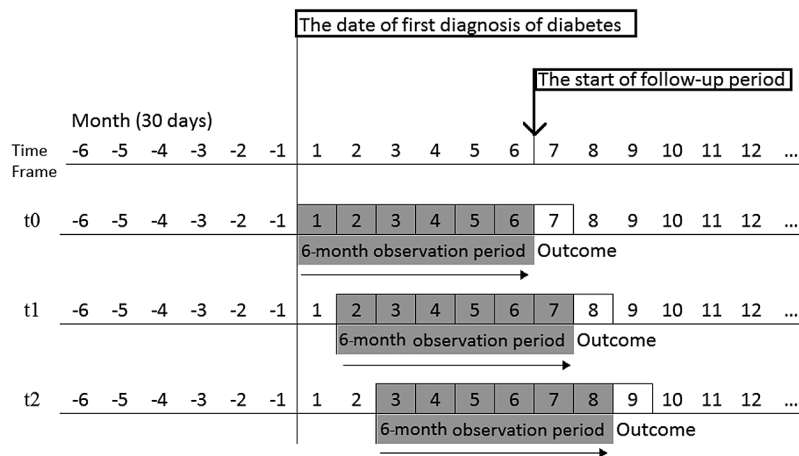 The date of first diagnosis of diabetes
The start of follow-up period
Month (30 days)
Time Frame -6 -5 -4 -3 -2 -1 1 2 3 4 5 6 7 8 9 10 11 12 ...
t0 -6 -5 -4 -3 -2 -1 1 2 3 4 5 6 7 8 9 10 11 12 ...
6-month observation period Outcome
t1 -6 -5 -4 -3 -2 -1 1 2 3 4 5 6 7 8 9 10 11 12 ...
6-month observation period Outcome
t2 -6 -5 -4 -3 -2 -1 1 2 3 4 5 6 7 8 9 10 11 12 ...
6-month observation period Outcome